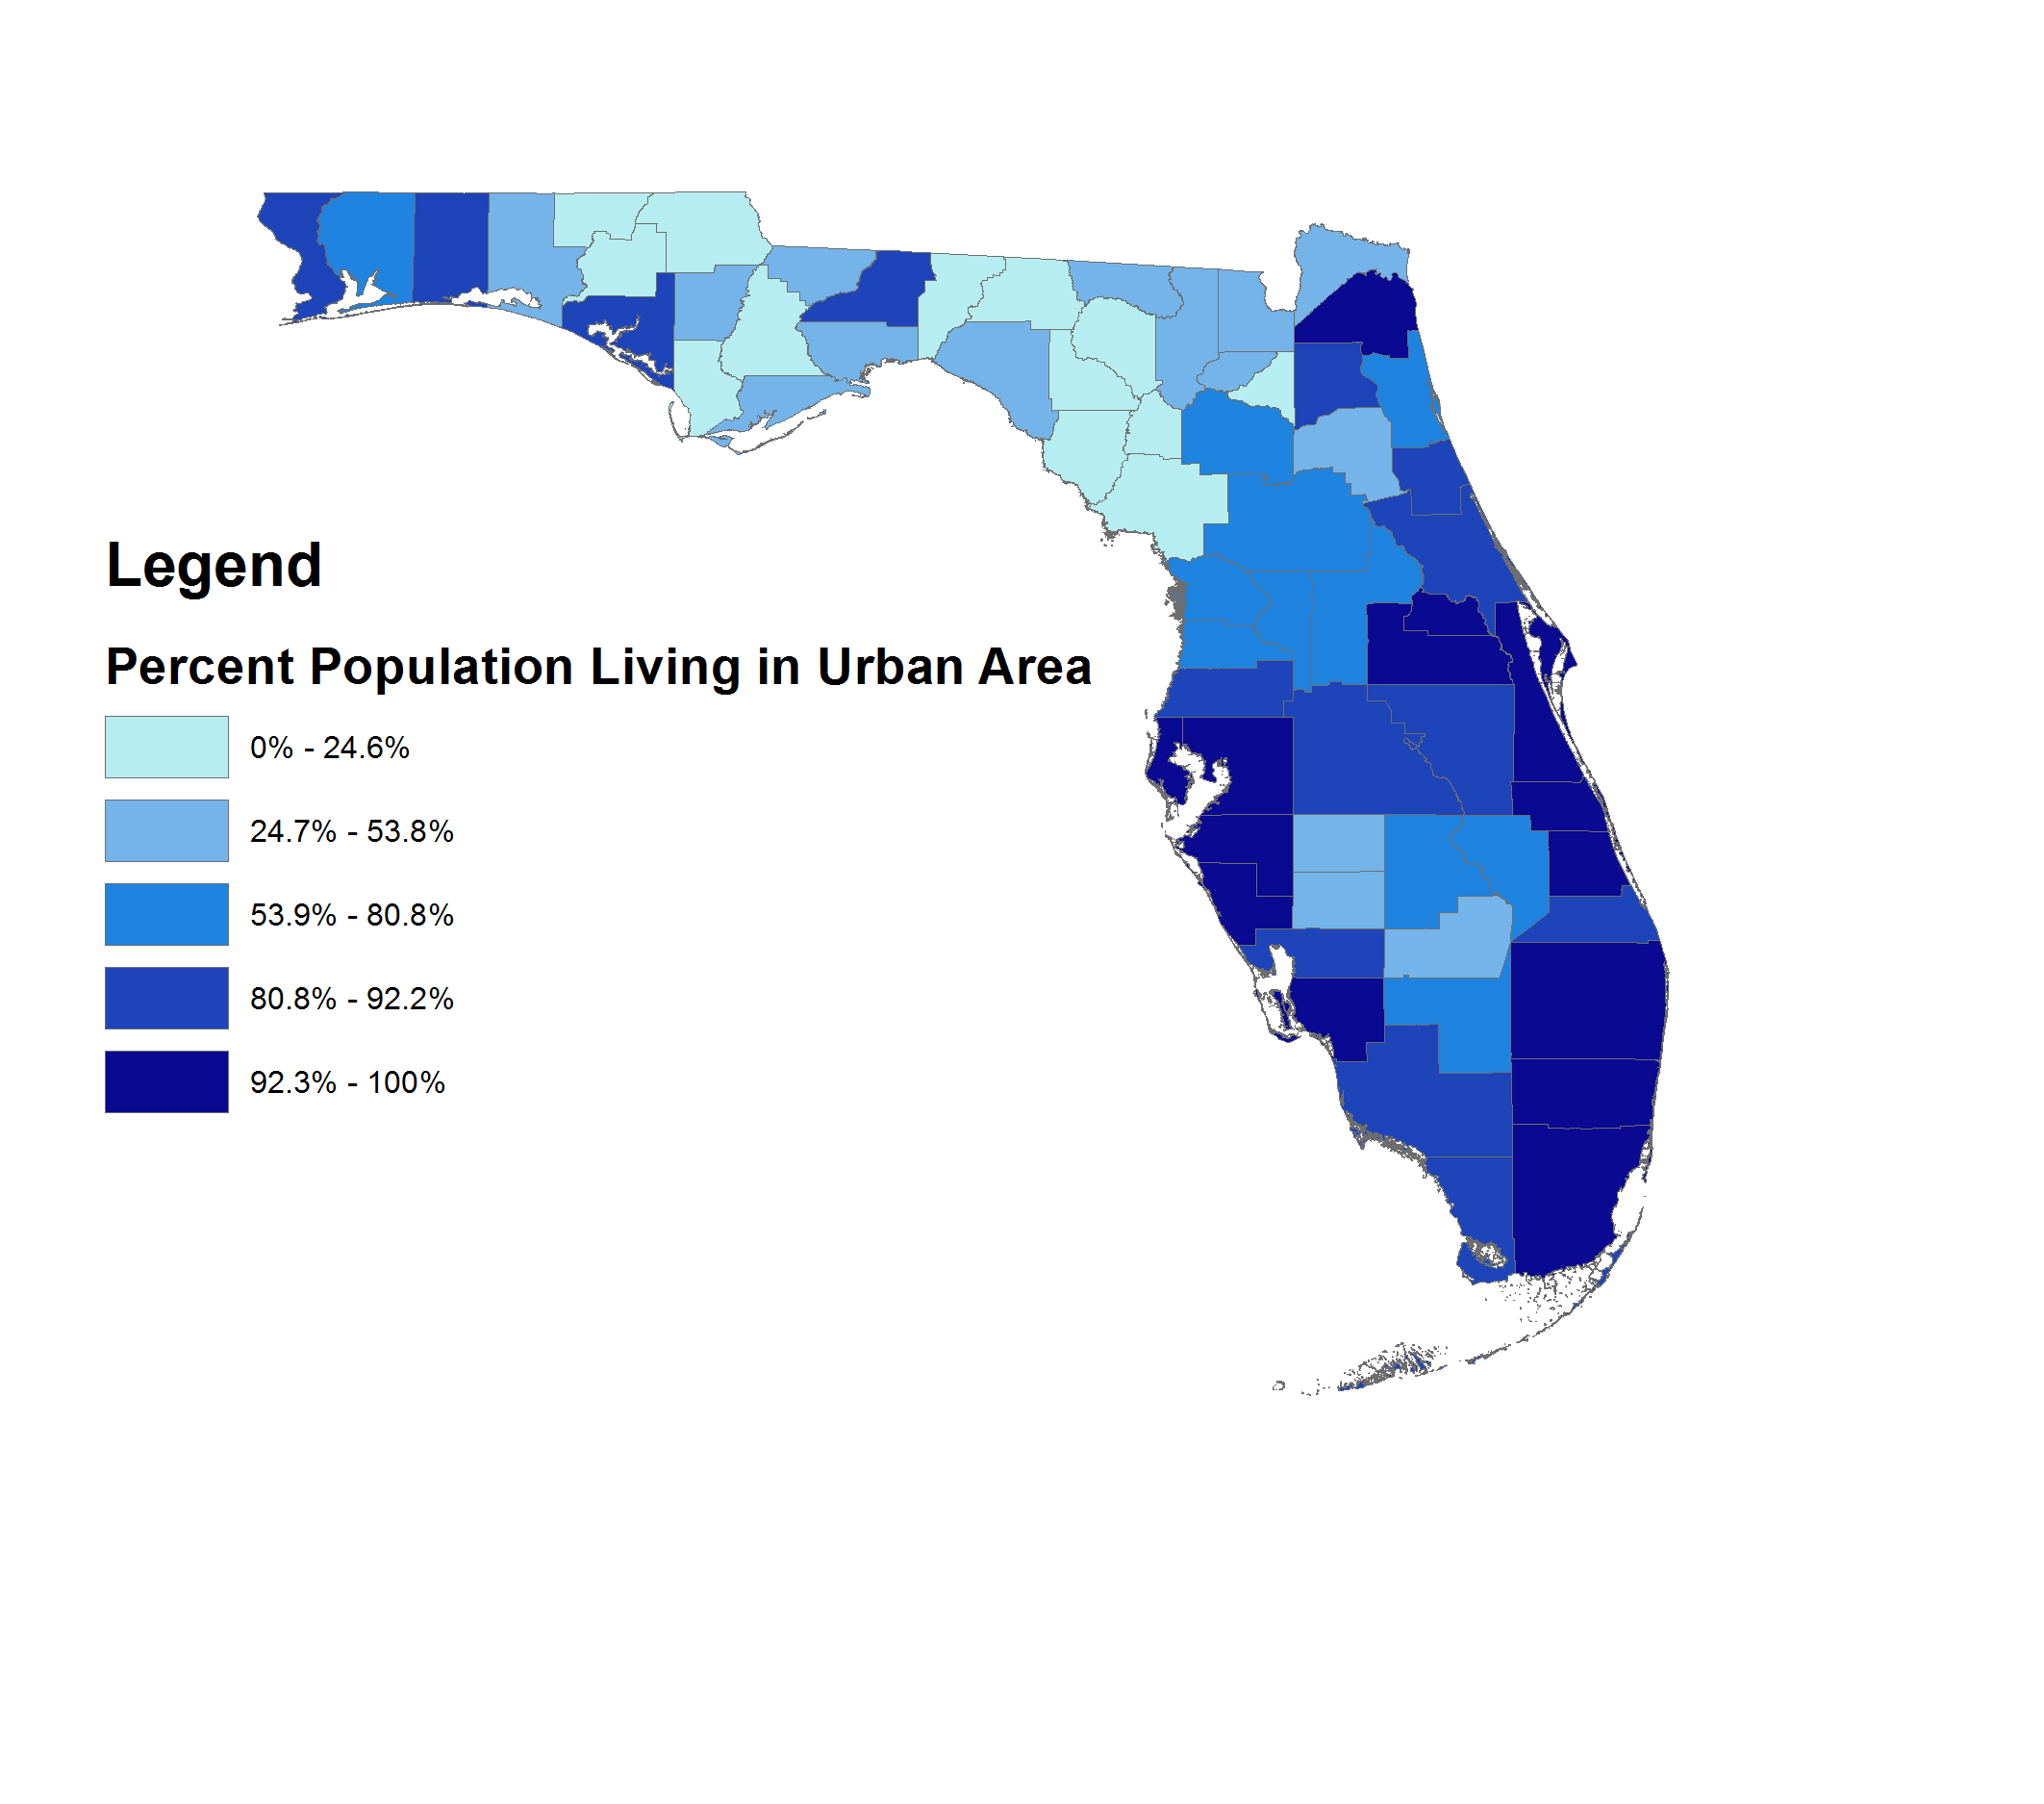 Legend
Percent Population Living in Urban Area
0% - 24.6%
24.7% - 53.8%
53.9% - 80.8%
80.8% - 92.2%
92.3% - 100%